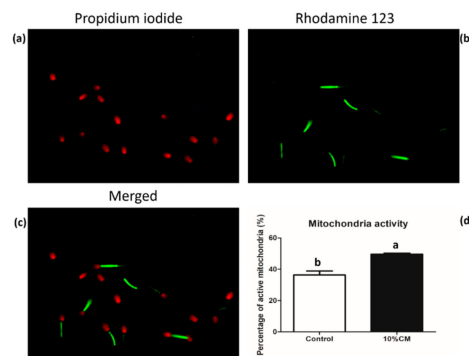 Propidium iodide
Rhodamine 123
(a)
(b)
Merged
(c)
(d)
Mitochondria activity
Percentage of active mitochondria (%)
60
40
20
0
b
a
Control
10%CM